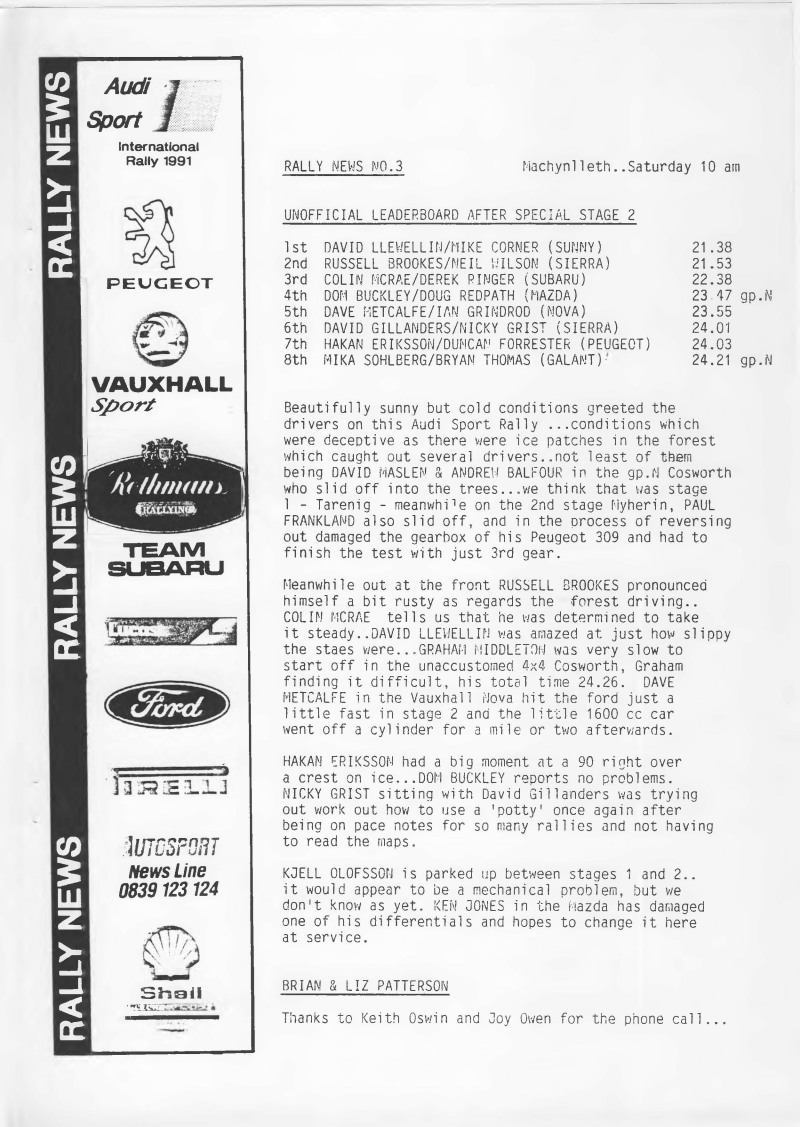 RALLY NEWS
RALLY NEWS
RALLY NEWS
Audi
Sport
International
Rally 1991
PEUGEOT
VAUXHALL
Sport
Rothmans
RALLYING
TEAM
SUBARU
Lucas
Ford
PIRELLI
AUTOSPORT
News Line
0839 123 124
Shell
RALLY NEWS NO.3 Machynlleth..Saturday 10 am
UNOFFICIAL LEADERBOARD AFTER SPECIAL STAGE 2
1st DAVID LLEWELLIN/MIKE CORNER (SUNNY) 21.38
2nd RUSSELL BROOKES/NEIL WILSON (SIERRA) 21.53
3rd COLIN MCRAE/DEREK RINGER (SUBARU) 22.38
4th DOM BUCKLEY/DOUG REDPATH (MAZDA) 23.47 gp.N
5th DAVE METCALFE/IAN GRINDROD (NOVA) 23.55
6th DAVID GILLANDERS/NICKY GRIST (SIERRA) 24.01
7th HAKAN ERIKSSON/DUNCAN FORRESTER (PEUGEOT) 24.03
8th MIKA SOHLBERG/BRYAN THOMAS (GALANT) 24.21 gp.N
Beautifully sunny but cold conditions greeted the
drivers on this Audi Sport Rally ...conditions which
were deceptive as there were ice patches in the forest
which caught out several drivers..not least of them
being DAVID MASLEN & ANDREW BALFOUR in the gp.N Cosworth
who slid off into the trees...we think that was stage
1 - Tarenig - meanwhile on the 2nd stage Myherin, PAUL
FRANKLAND also slid off, and in the process of reversing
out damaged the gearbox of his Peugeot 309 and had to
finish the test with just 3rd gear.
Meanwhile out at the front RUSSELL BROOKES pronounced
himself a bit rusty as regards the forest driving..
COLIN MCRAE tells us that he was determined to take
it steady..DAVID LLEWELLIN was amazed at just how slippy
the staes were...GRAHAM MIDDLETON was very slow to
start off in the unaccustomed 4x4 Cosworth, Graham
finding it difficult, his total time 24.26. DAVE
METCALFE in the Vauxhall Nova hit the ford just a
little fast in stage 2 and the little 1600 cc car
went off a cylinder for a mile or two afterwards.
HAKAN ERIKSSON had a big moment at a 90 right over
a crest on ice...DOM BUCKLEY reports no problems.
NICKY GRIST sitting with David Gillanders was trying
out work out how to use a 'potty' once again after
being on pace notes for so many rallies and not having
to read the maps.
KJELL OLOFSSON is parked up between stages 1 and 2..
it would appear to be a mechanical problem, but we
don't know as yet. KEN JONES in the Mazda has damaged
one of his differentials and hopes to change it here
at service.
BRIAN & LIZ PATTERSON
Thanks to Keith Oswin and Joy Owen for the phone call...